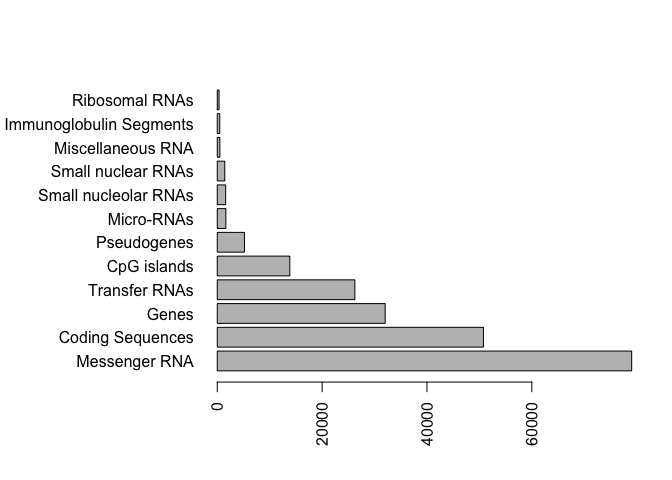 Ribosomal RNAs
Immunoglobulin Segments
Miscellaneous RNA
Small nuclear RNAs
Small nucleolar RNAs
Micro-RNAs
Pseudogenes
CpG islands
Transfer RNAs
Genes
Coding Sequences
Messenger RNA
0
20000
40000
60000